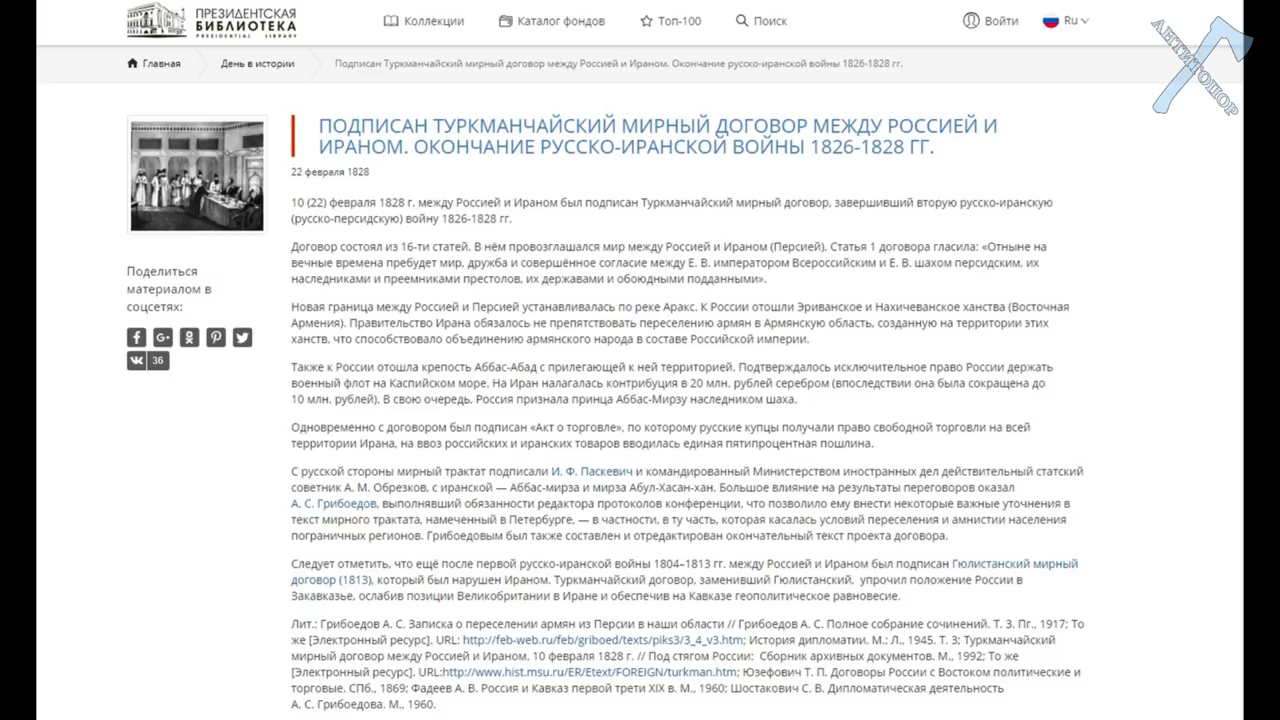 ПРЕЗИДЕНТСКАЯ
БИБЛИОТЕКА
PRESIDENTIAL LIBRARY
Коллекции
Каталог фондов
Топ-100
Поиск
Войти
Ru
АНТИТОПОР
Главная
День в истории
Подписан Туркманчайский мирный договор между Россией и Ираном. Окончание русско-иранской войны 1826-1828 гг.
ПОДПИСАН ТУРКМАНЧАЙСКИЙ МИРНЫЙ ДОГОВОР МЕЖДУ РОССИЕЙ И
ИРАНОМ. ОКОНЧАНИЕ РУССКО-ИРАНСКОЙ ВОЙНЫ 1826-1828 ГГ.
22 февраля 1828
Поделиться
материалом в
соцсетях:
36
10 (22) февраля 1828 г. между Россией и Ираном был подписан Туркманчайский мирный договор, завершивший вторую русско-иранскую
(русско-персидскую) войну 1826-1828 гг.
Договор состоял из 16-ти статей. В нём провозглашался мир между Россией и Ираном (Персией). Статья 1 договора гласила: «Отныне на
вечные времена пребудет мир, дружба и совершённое согласие между Е. В. императором Всероссийским и Е. В. шахом персидским, их
наследниками и преемниками престолов, их державами и обоюдными подданными».
Новая граница между Россией и Персией устанавливалась по реке Аракс. К России отошли Эриванское и Нахичеванское ханства (Восточная
Армения). Правительство Ирана обязалось не препятствовать переселению армян в Армянскую область, созданную на территории этих
ханств, что способствовало объединению армянского народа в составе Российской империи.
Также к России отошла крепость Аббас-Абад с прилегающей к ней территорией. Подтверждалось исключительное право России держать
военный флот на Каспийском море. На Иран налагалась контрибуция в 20 млн. рублей серебром (впоследствии она была сокращена до
10 млн. рублей). В свою очередь, Россия признала принца Аббас-Мирзу наследником шаха.
Одновременно с договором был подписан «Акт о торговле», по которому русские купцы получали право свободной торговли на всей
территории Ирана, на ввоз российских и иранских товаров вводилась единая пятипроцентная пошлина.
С русской стороны мирный трактат подписали И. Ф. Паскевич и командированный Министерством иностранных дел действительный статский
советник А. М. Обрезков, с иранской — Аббас-мирза и мирза Абул-Хасан-хан. Большое влияние на результаты переговоров оказал
А. С. Грибоедов, выполнявший обязанности редактора протоколов конференции, что позволило ему внести некоторые важные уточнения в
текст мирного трактата, намеченный в Петербурге, — в частности, в ту часть, которая касалась условий переселения и амнистии населения
пограничных регионов. Грибоедовым был также составлен и отредактирован окончательный текст проекта договора.
Следует отметить, что ещё после первой русско-иранской войны 1804–1813 гг. между Россией и Ираном был подписан Гюлистанский мирный
договор (1813), который был нарушен Ираном. Туркманчайский договор, заменивший Гюлистанский, упрочил положение России в
Закавказье, ослабив позиции Великобритании в Иране и обеспечив на Кавказе геополитическое равновесие.
Лит.: Грибоедов А. С. Записка о переселении армян из Персии в наши области // Грибоедов А. С. Полное собрание сочинений. Т. 3. Пг., 1917; То
же [Электронный ресурс]. URL: http://feb-web.ru/feb/griboed/texts/piks3/3_4_v3.htm; История дипломатии. М.; Л., 1945. Т. 3; Туркманчайский
мирный договор между Россией и Ираном. 10 февраля 1828 г. // Под стягом России: Сборник архивных документов. М., 1992; То же
[Электронный ресурс]. URL:http://www.hist.msu.ru/ER/Etext/FOREIGN/turkman.htm; Юзефович Т. П. Договоры России с Востоком политические и
торговые. СПб., 1869; Фадеев А. В. Россия и Кавказ первой трети XIX в. М., 1960; Шостакович С. В. Дипломатическая деятельность
А. С. Грибоедова. М., 1960.